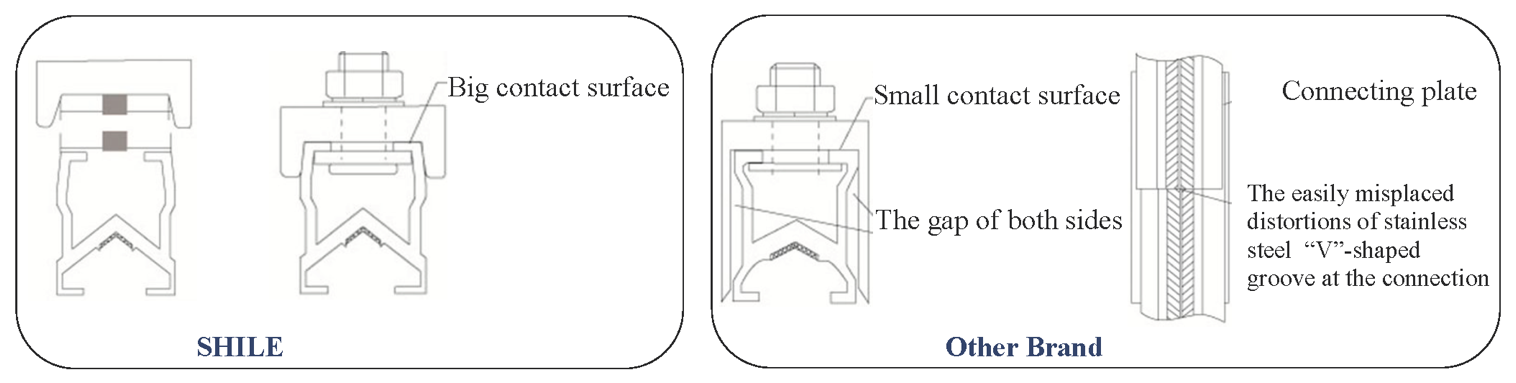 Big contact surface
SHILE
Small contact surface
The gap of both sides
Connecting plate
The easily misplaced
distortions of stainless
steel “V”-shaped
groove at the connection
Other Brand